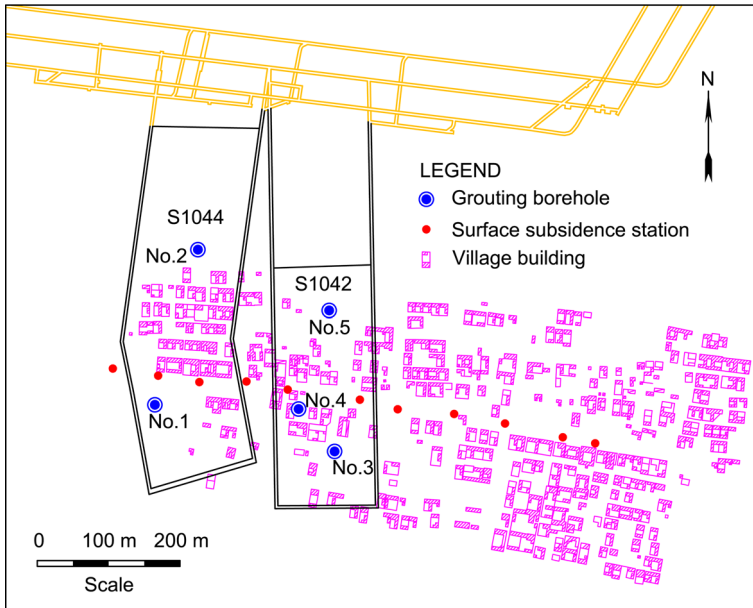 N
LEGEND
Grouting borehole
Surface subsidence station
Village building
S1044
No.2
S1042
No.5
No.4
No.1
No.3
0 100 m 200 m
Scale